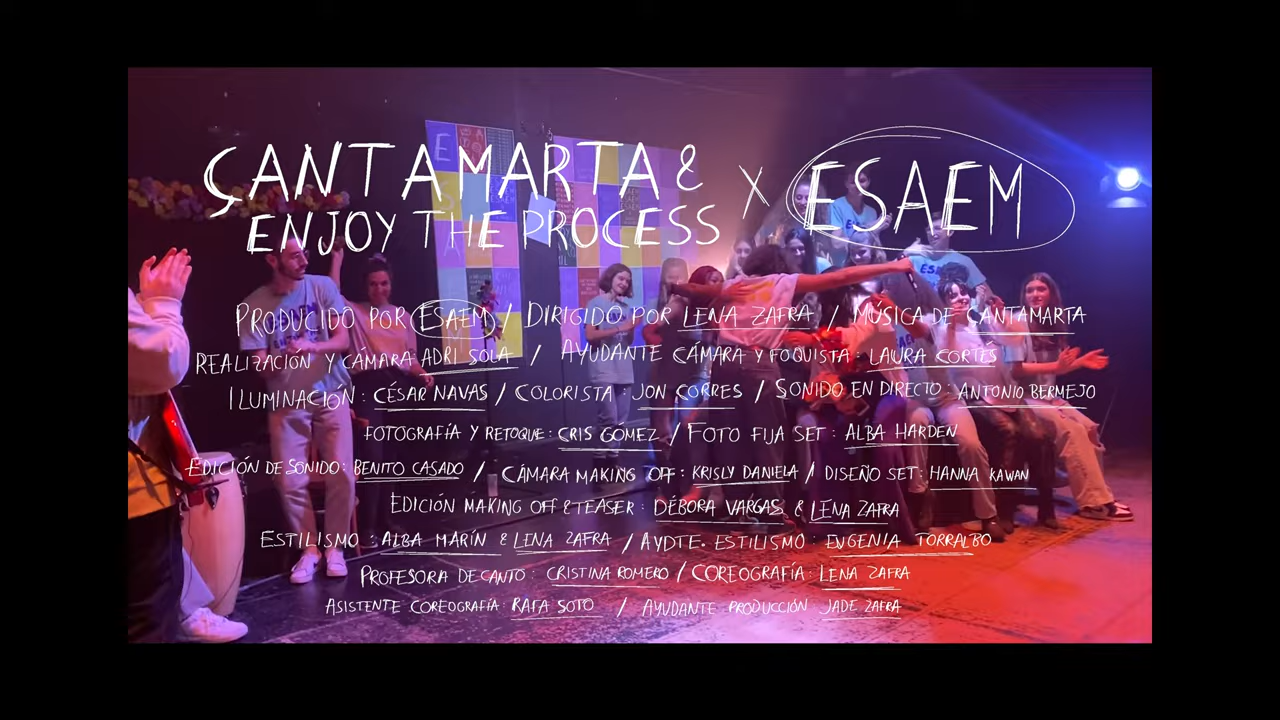 ÇANTAMARTA &
ENJOY THE PROCESS X ESAEM
PRODUCIDO POR ESAEM / DIRIGIDO POR LENA ZAFRA / MÚSICA DE ÇANTAMARTA
REALIZACIÓN Y CÁMARA ADRI SOLA / AYUDANTE CÁMARA Y FOQUISTA: LAURA CORTÉS
ILUMINACIÓN: CÉSAR NAVAS / COLORISTA: JON CORRES / SONIDO EN DIRECTO: ANTONIO BERMEJO
FOTOGRAFÍA Y RETOQUE: CRIS GÓMEZ / FOTO FIJA SET: ALBA HARDEN
EDICIÓN DE SONIDO: BENITO CASADO / CÁMARA MAKING OFF: KRISLY DANIELA / DISEÑO SET: HANNA KAWAN
EDICIÓN MAKING OFF & TEASER: DÉBORA VARGAS & LENA ZAFRA
ESTILISMO: ALBA MARÍN & LENA ZAFRA / AYDTE. ESTILISMO: EUGENIA TORRALBO
PROFESORA DE CANTO: CRISTINA ROMERO / COREOGRAFÍA: LENA ZAFRA
ASISTENTE COREOGRAFÍA: RAFA SOTO / AYUDANTE PRODUCCIÓN JADE ZAFRA